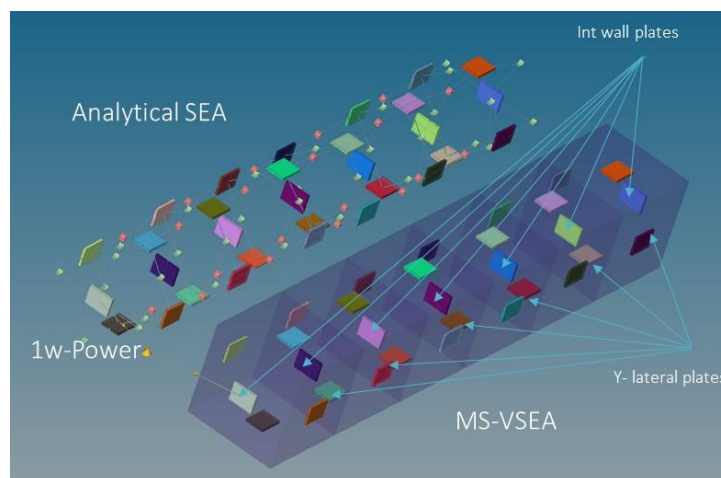 Int wall plates
Analytical SEA
1w-Power
Y- lateral plates
MS-VSEA